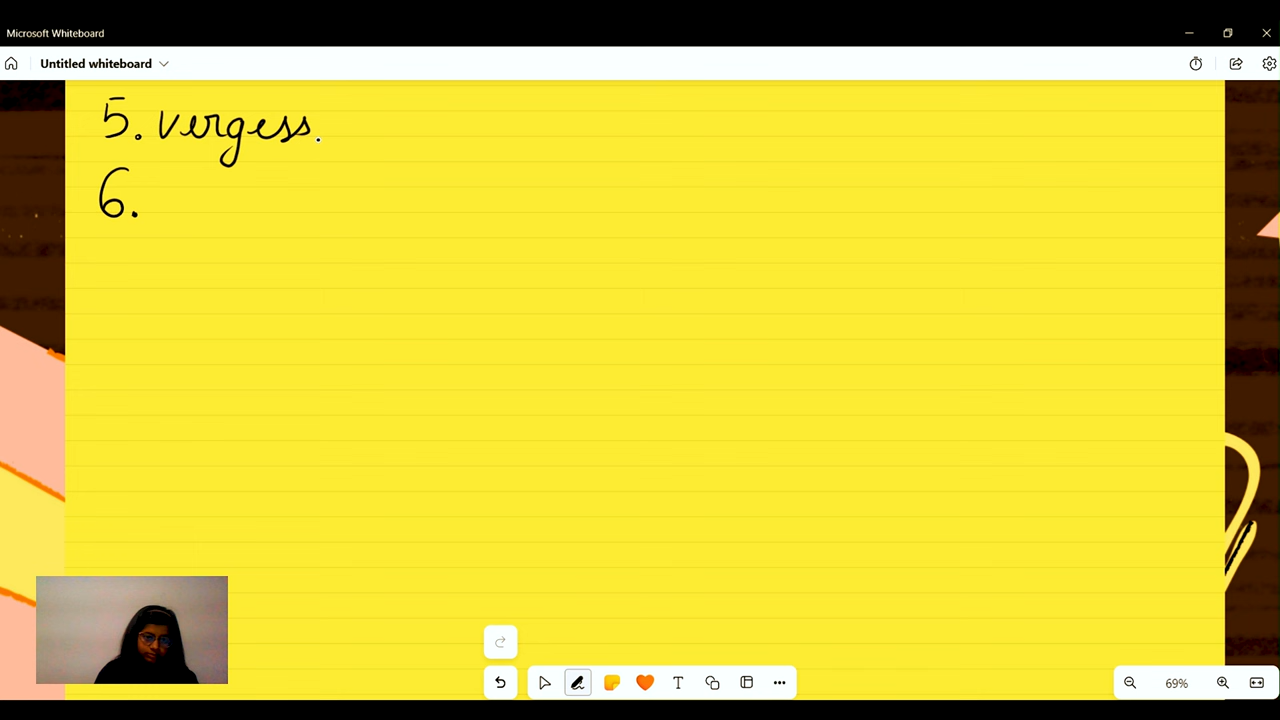 Microsoft Whiteboard
Untitled whiteboard
5. vergess.
6.
69%